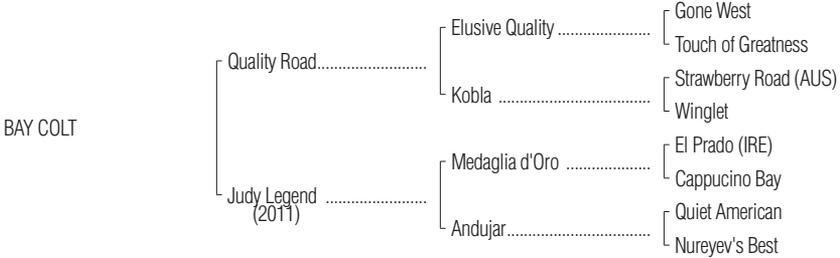 Gone West
Elusive Quality ......................
Touch of Greatness
Quality Road..........................
Strawberry Road (AUS)
Kobla ....................................
Winglet
BAY COLT
El Prado (IRE)
Medaglia d'Oro ....................
Cappucino Bay
Judy Legend ........................
(2011)
Quiet American
Andujar..................................
Nureyev's Best